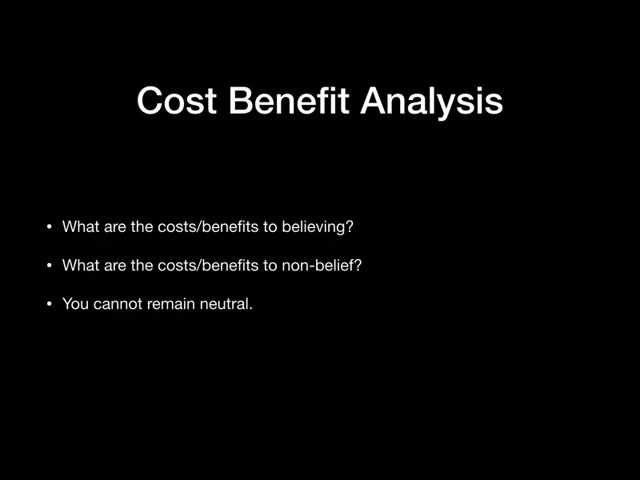 Cost Benefit Analysis
• What are the costs/benefits to believing?
• What are the costs/benefits to non-belief?
• You cannot remain neutral.